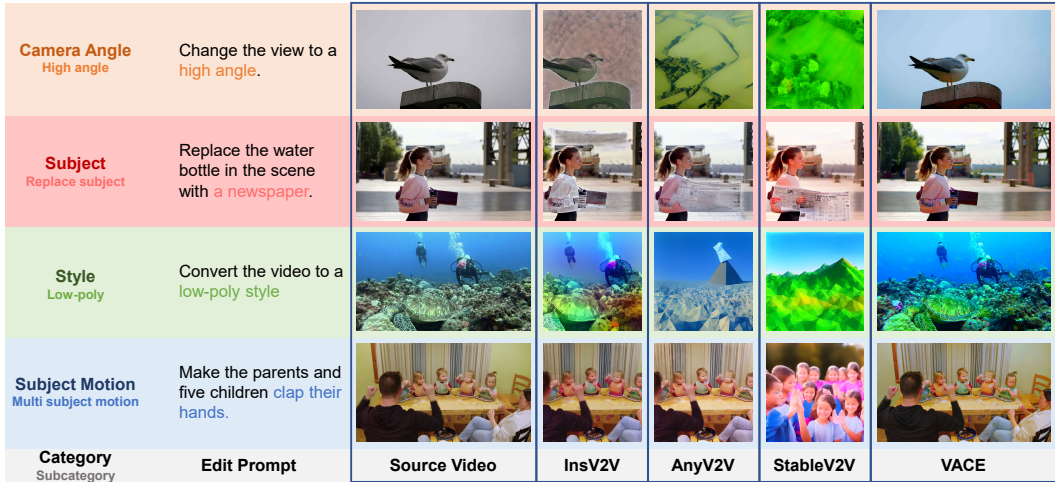 Camera Angle
High angle
Change the view to a
high angle.
Subject
Replace subject
Replace the water
bottle in the scene
with a newspaper.
Style
Low-poly
Convert the video to a
low-poly style
Subject Motion
Multi subject motion
Make the parents and
five children clap their
hands.
Category
Subcategory
Edit Prompt
Source Video
InsV2V
AnyV2V
StableV2V
VACE